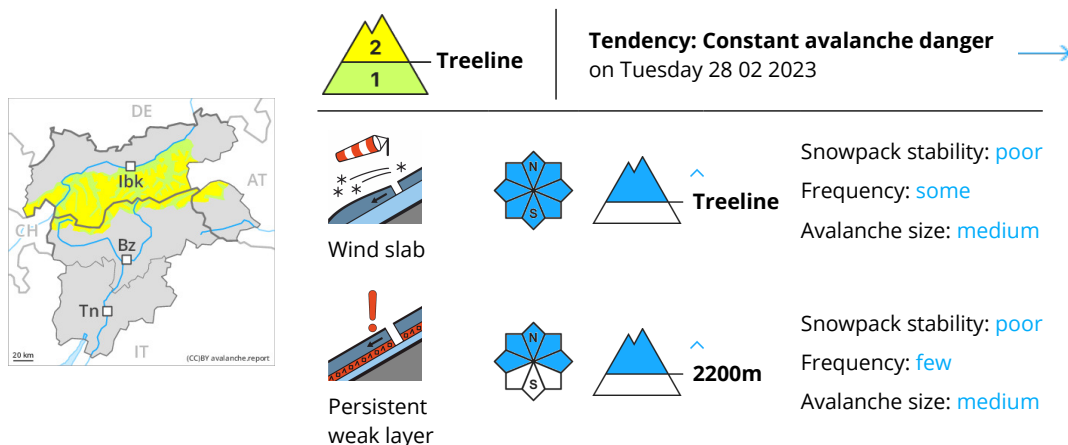 2
1
Treeline
Tendency: Constant avalanche danger
on Tuesday 28 02 2023
DE
Ibk
AT
CH
Bz
Tn
IT
20 km
(CC)BY avalanche.report
N
S
Treeline
Wind slab
Snowpack stability: poor
Frequency: some
Avalanche size: medium
N
S
2200m
Persistent
weak layer
Snowpack stability: poor
Frequency: few
Avalanche size: medium